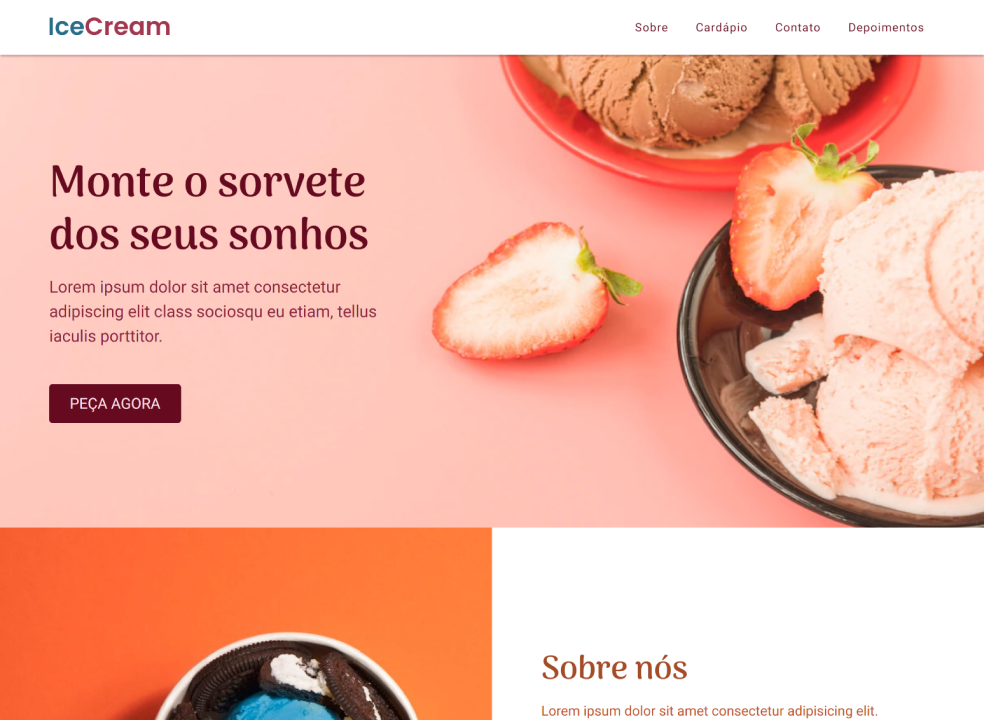 IceCream
Sobre Cardápio Contato Depoimentos
Monte o sorvete
dos seus sonhos
Lorem ipsum dolor sit amet consectetur
adipiscing elit class sociosqu eu etiam, tellus
iaculis porttitor.
PEÇA AGORA
Sobre nós
Lorem ipsum dolor sit amet consectetur adipisicing elit.